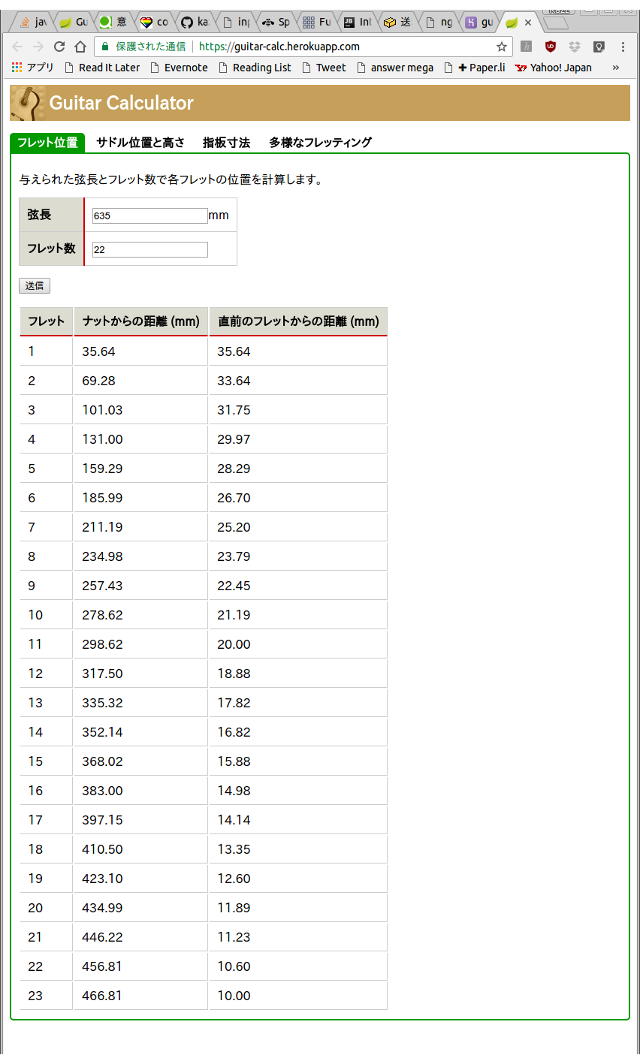 jav
Gu
意
co
ka
ing
Sp
Fu
Int
送
ng
gu
保護された通信
https://guitar-calc.herokuapp.com
アプリ Read It Later Evernote Reading List Tweet answer mega Paper.li Yahoo! Japan »
Guitar Calculator
フレット位置 サドル位置と高さ 指板寸法 多様なフレッティング
与えられた弦長とフレット数で各フレットの位置を計算します。
弦長 635 mm
フレット数 22
送信
フレット ナットからの距離 (mm) 直前のフレットからの距離 (mm)
1 35.64 35.64
2 69.28 33.64
3 101.03 31.75
4 131.00 29.97
5 159.29 28.29
6 185.99 26.70
7 211.19 25.20
8 234.98 23.79
9 257.43 22.45
10 278.62 21.19
11 298.62 20.00
12 317.50 18.88
13 335.32 17.82
14 352.14 16.82
15 368.02 15.88
16 383.00 14.98
17 397.15 14.14
18 410.50 13.35
19 423.10 12.60
20 434.99 11.89
21 446.22 11.23
22 456.81 10.60
23 466.81 10.00